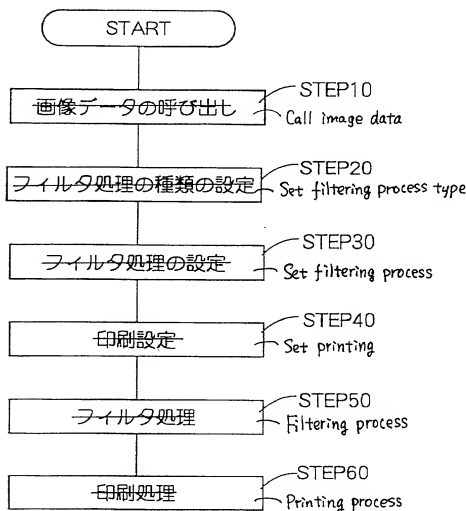 START
STEP10
画像データの呼び出し
Call image data
STEP20
フィルタ処理の種類の設定
Set filtering process type
STEP30
フィルタ処理の設定
Set filtering process
STEP40
印刷設定
Set printing
STEP50
フィルタ処理
Filtering process
STEP60
印刷処理
Printing process